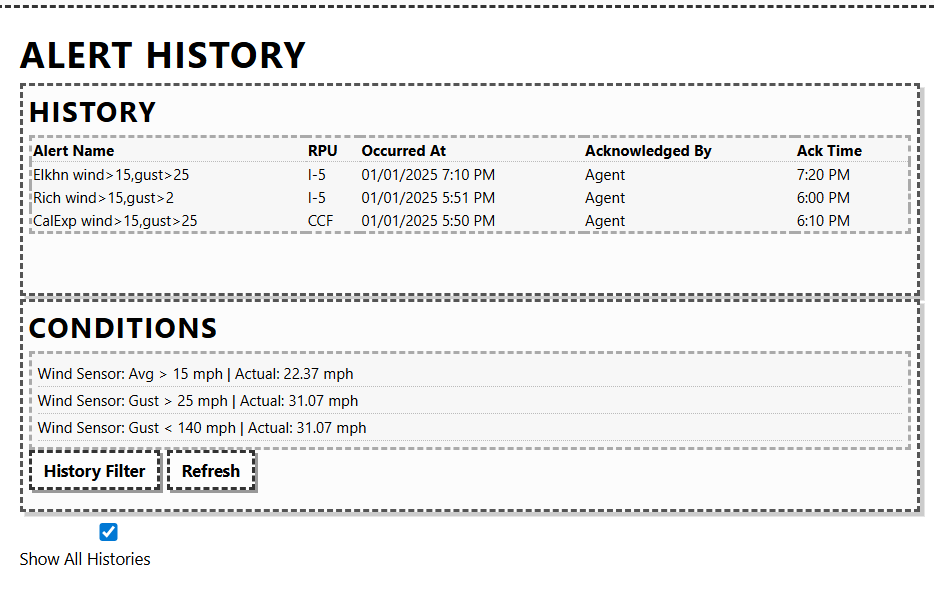 ALERT HISTORY
HISTORY
Alert Name RPU Occurred At Acknowledged By Ack Time
Elkhn wind>15,gust>25 I-5 01/01/2025 7:10 PM Agent 7:20 PM
Rich wind>15,gust>2 I-5 01/01/2025 5:51 PM Agent 6:00 PM
CalExp wind>15,gust>25 CCF 01/01/2025 5:50 PM Agent 6:10 PM
CONDITIONS
Wind Sensor: Avg > 15 mph | Actual: 22.37 mph
Wind Sensor: Gust > 25 mph | Actual: 31.07 mph
Wind Sensor: Gust < 140 mph | Actual: 31.07 mph
History Filter Refresh
Show All Histories